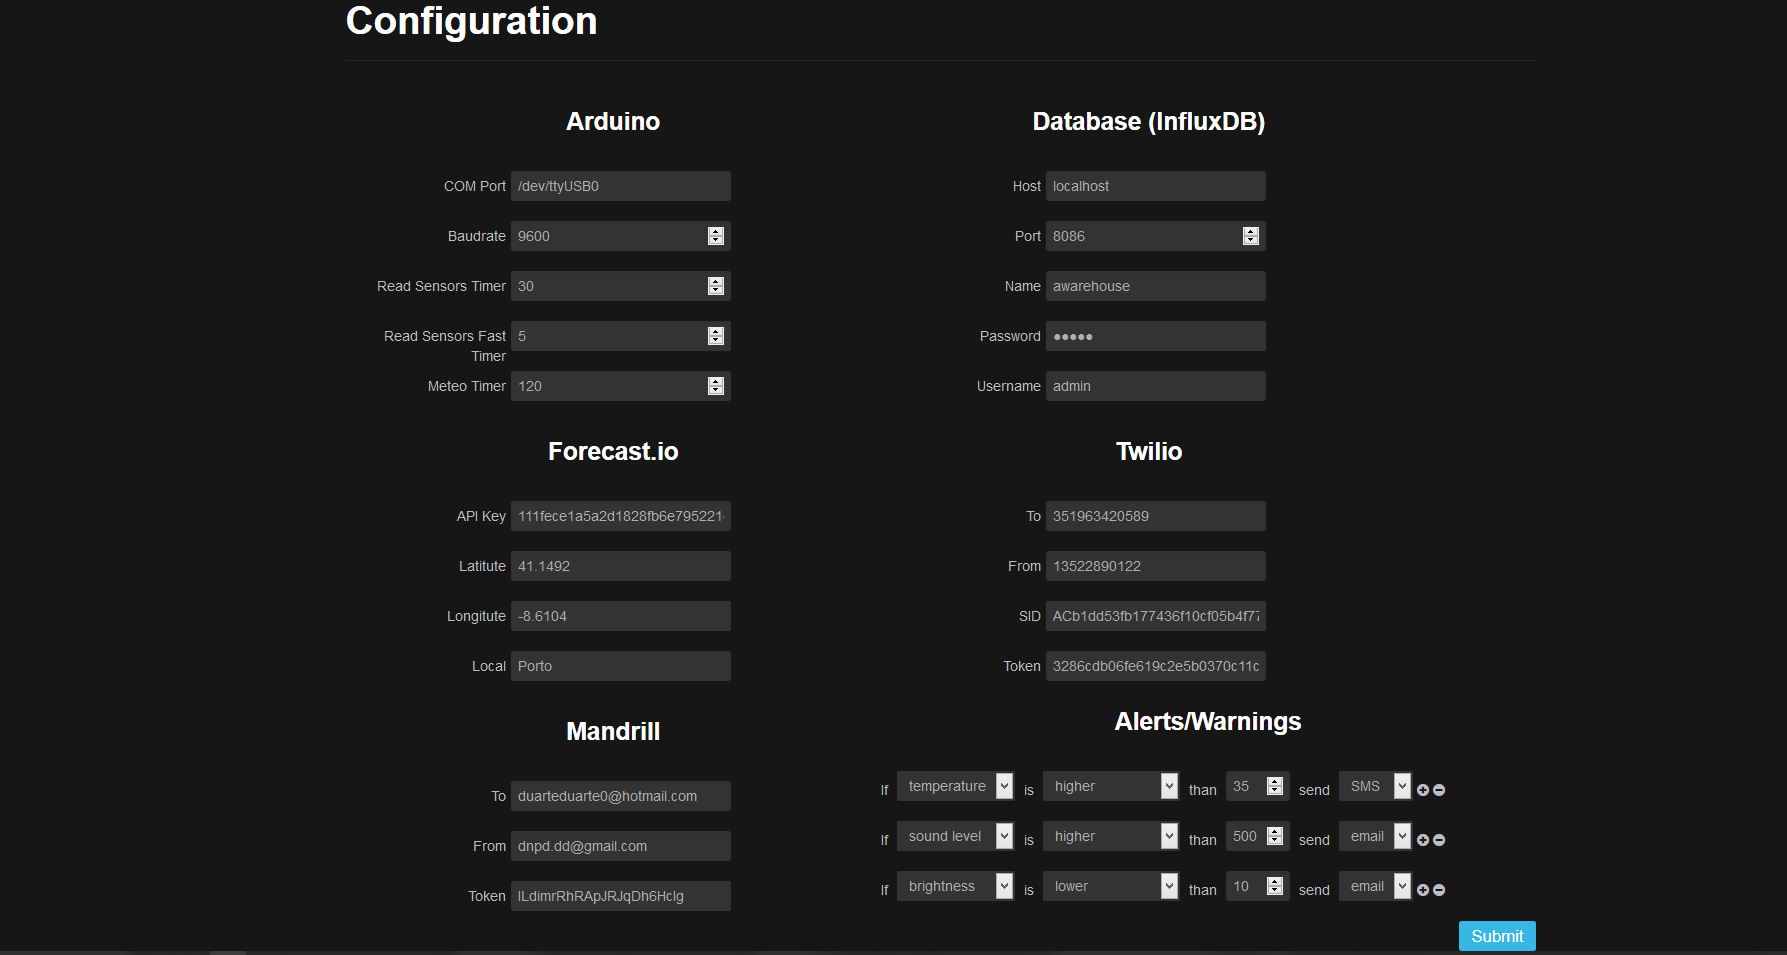 Configuration
Arduino
COM Port /dev/ttyUSB0
Baudrate 9600
Read Sensors Timer 30
Read Sensors Fast 5
Timer
Meteo Timer 120
Database (InfluxDB)
Host localhost
Port 8086
Name awarehouse
Password ●●●●●
Username admin
Forecast.io
API Key 111fece1a5a2d1828fb6e795221
Latitute 41.1492
Longitute -8.6104
Local Porto
Twilio
To 351963420589
From 13522890122
SID ACb1dd53fb177436f10cf05b4f77
Token 3286cdb06fe619c2e5b0370c11c
Mandrill
To duarteduarte0@hotmail.com
From dnpd.dd@gmail.com
Token lLdimrRhRApJRJqDh6Hclg
Alerts/Warnings
If temperature is higher than 35 send SMS
If sound level is higher than 500 send email
If brightness is lower than 10 send email
Submit